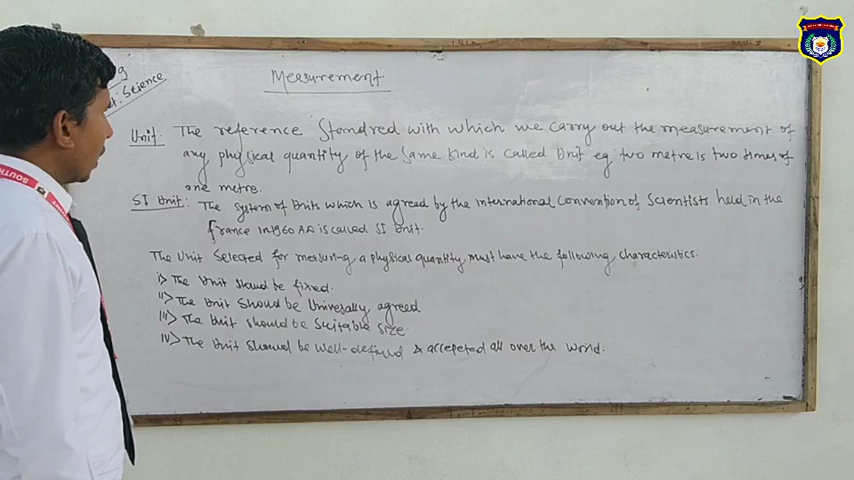 Science
Measurement
Unit. The reference Standred with which we carry out the measurement of
any physical quantity of the same kind is called Unit eg: two metre is two times of
one metre.
SI Unit: The system of Units which is agreed by the international convention of Scientists held in the
france in 1960 AD is called SI Unit.
The Unit Selected for measuring a physical quantity must have the following characteristics.
i> The Unit should be fixed.
ii> The Unit Should be Universally agreed
iii> The Unit should be Suitable size.
iv> The Unit should be well-defined & accepeted all over the world.
SOUTH